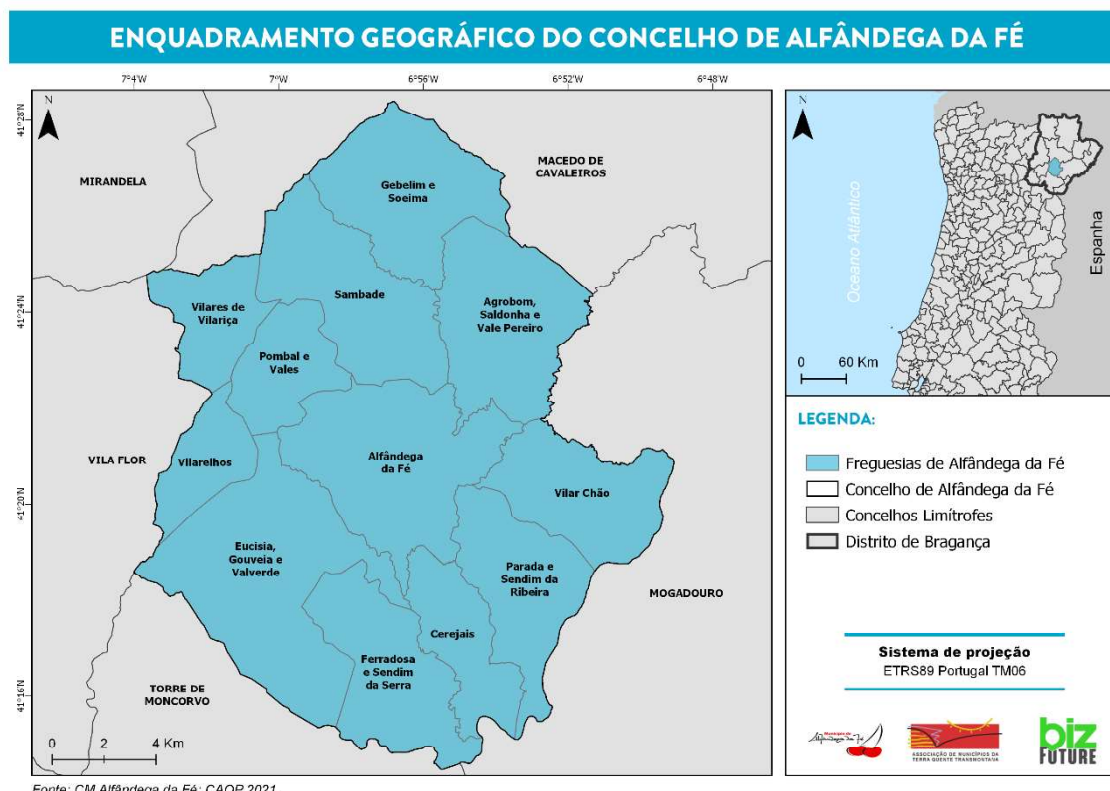 ENQUADRAMENTO GEOGRÁFICO DO CONCELHO DE ALFÂNDEGA DA FÉ
7°4'W
7°W
6°56'W
6°52'W
6°48'W
41°28'N
41°24'N
41°20'N
41°16'N
N
MIRANDELA
MACEDO DE
CAVALEIROS
Gebelim e
Soeima
Sambade
Agrobom,
Saldonha e
Vale Pereiro
Vilares de
Vilariça
Pombal e
Vales
VILA FLOR
Vilarelhos
Alfândega
da Fé
Vilar Chão
Eucisia,
Gouveia e
Valverde
Parada e
Sendim da
Ribeira
MOGADOURO
Cerejais
Ferradosa
e Sendim
da Serra
TORRE DE
MONCORVO
0 2 4 Km
N
Oceano Atlântico
Espanha
0 60 Km
LEGENDA:
Freguesias de Alfândega da Fé
Concelho de Alfândega da Fé
Concelhos Limítrofes
Distrito de Bragança
Sistema de projeção
ETRS89 Portugal TM06
Município de
Alfândega da Fé
ASSOCIAÇÃO DE MUNICÍPIOS DA
TERRA QUENTE TRANSMONTANA
biz
FUTURE
Fonte: CM Alfândega da Fé; CAOP 2021